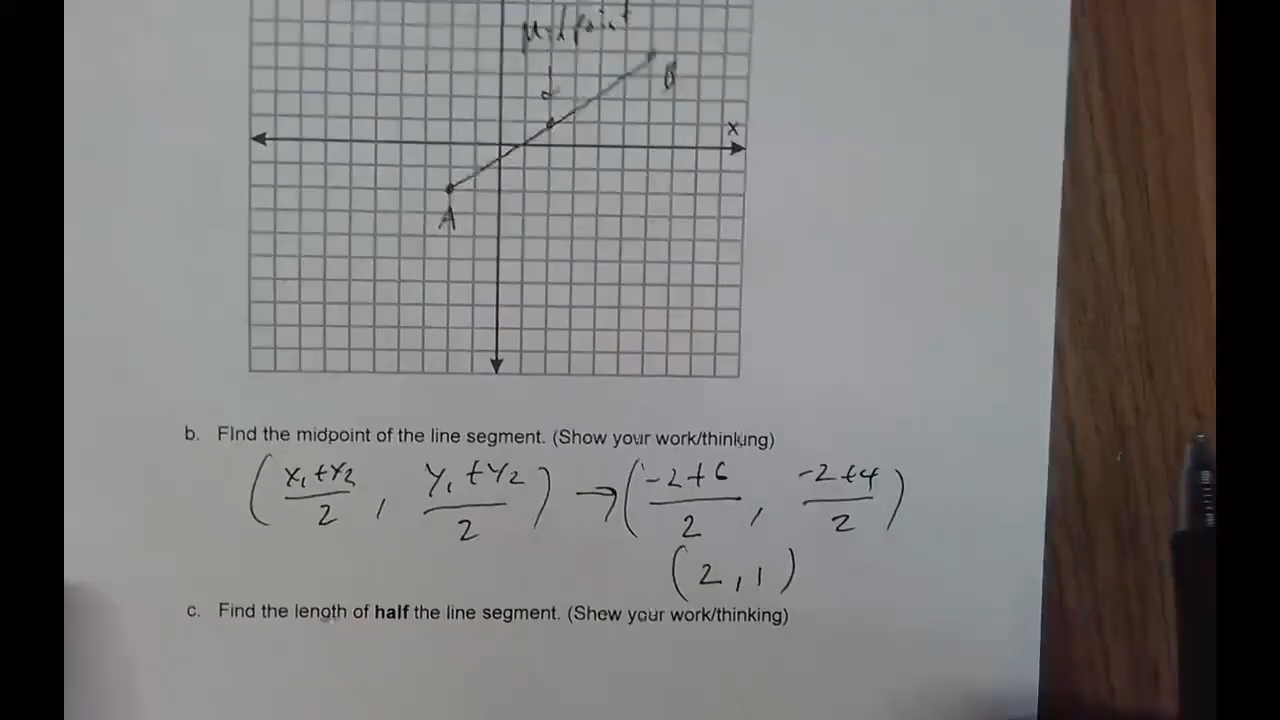 Midpoint
B
x
A
b. Find the midpoint of the line segment. (Show your work/thinking)
(x₁+x₂/2, y₁+y₂/2) → (-2+6/2, -2+4/2)
(2,1)
c. Find the length of half the line segment. (Show your work/thinking)